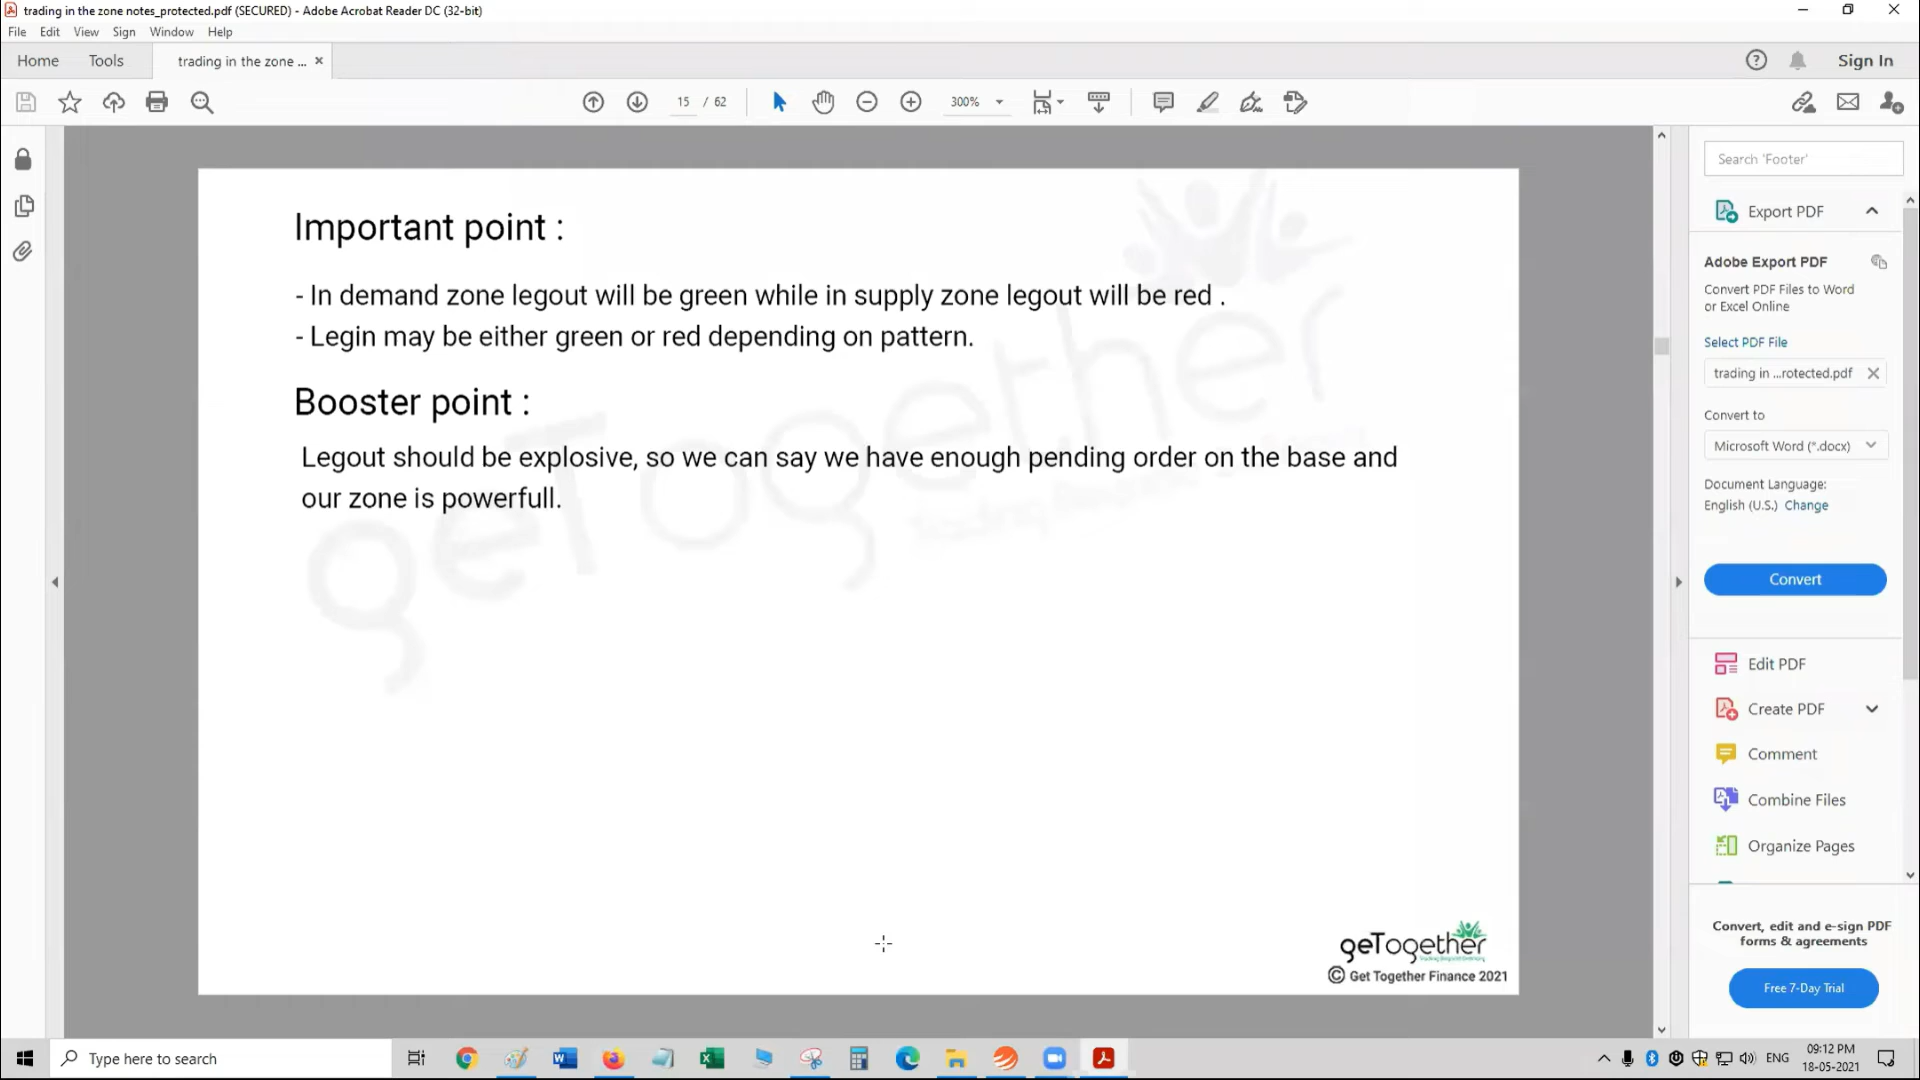 trading in the zone notes_protected.pdf (SECURED) - Adobe Acrobat Reader DC (32-bit)
File Edit View Sign Window Help
Home Tools trading in the zone ... × Sign In
15 / 62 300%
Search 'Footer'
Important point :
- In demand zone legout will be green while in supply zone legout will be red .
- Legin may be either green or red depending on pattern.
Booster point :
Legout should be explosive, so we can say we have enough pending order on the base and
our zone is powerfull.
geTogether
geTogether
© Get Together Finance 2021
Export PDF
Adobe Export PDF
Convert PDF Files to Word
or Excel Online
Select PDF File
trading in ...rotected.pdf
Convert to
Microsoft Word (*.docx)
Document Language:
English (U.S.) Change
Convert
Edit PDF
Create PDF
Comment
Combine Files
Organize Pages
Convert, edit and e-sign PDF
forms & agreements
Free 7-Day Trial
Type here to search
ENG
09:12 PM
18-05-2021